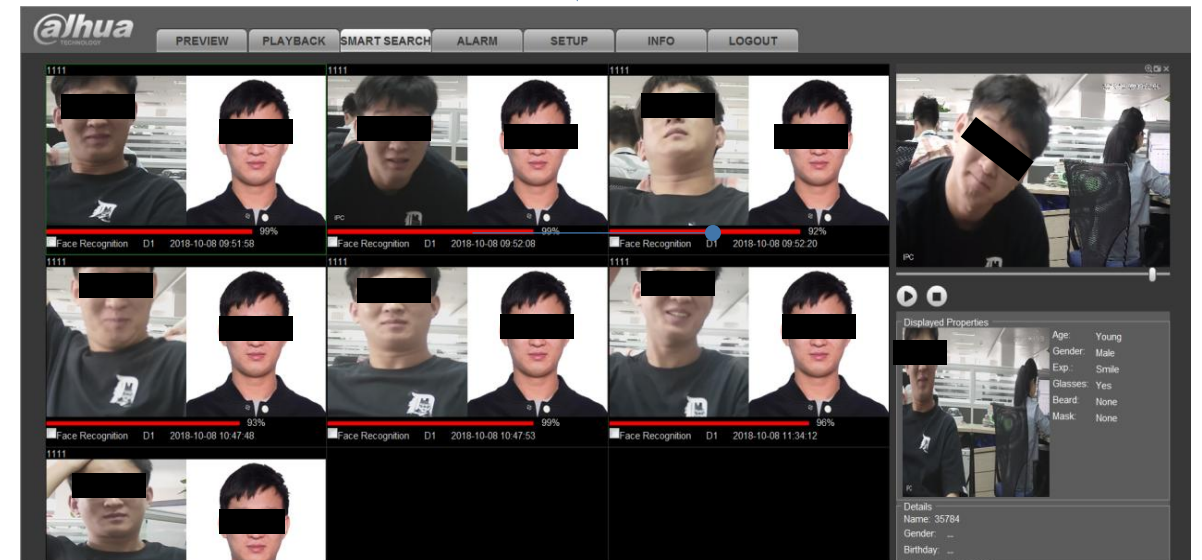 alhua
TECHNOLOGY
PREVIEW PLAYBACK SMART SEARCH ALARM SETUP INFO LOGOUT
1111 1111 1111
IPC
99% 99% 92%
Face Recognition D1 2018-10-08 09:51:58 Face Recognition D1 2018-10-08 09:52:08 Face Recognition D1 2018-10-08 09:52:20
1111 1111 1111
93% 99% 96%
Face Recognition D1 2018-10-08 10:47:48 Face Recognition D1 2018-10-08 10:47:53 Face Recognition D1 2018-10-08 11:34:12
1111
IPC
Displayed Properties
Age: Young
Gender: Male
Exp.: Smile
Glasses: Yes
Beard: None
Mask: None
Details
Name: 35784
Gender: ...
Birthday: ...